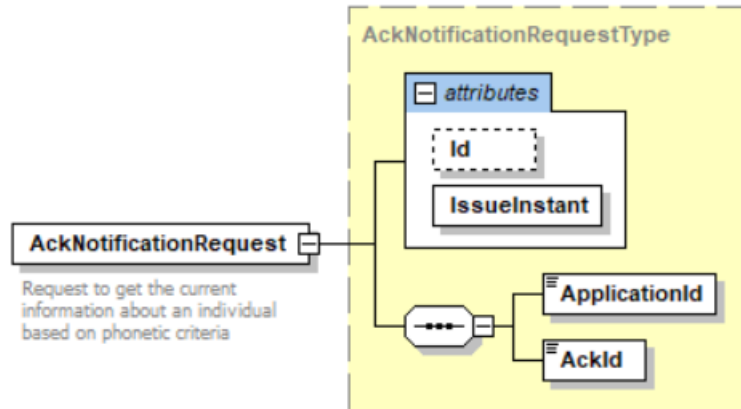 AckNotificationRequestType
attributes
Id
IssueInstant
AckNotificationRequest
Request to get the current
information about an individual
based on phonetic criteria
ApplicationId
AckId